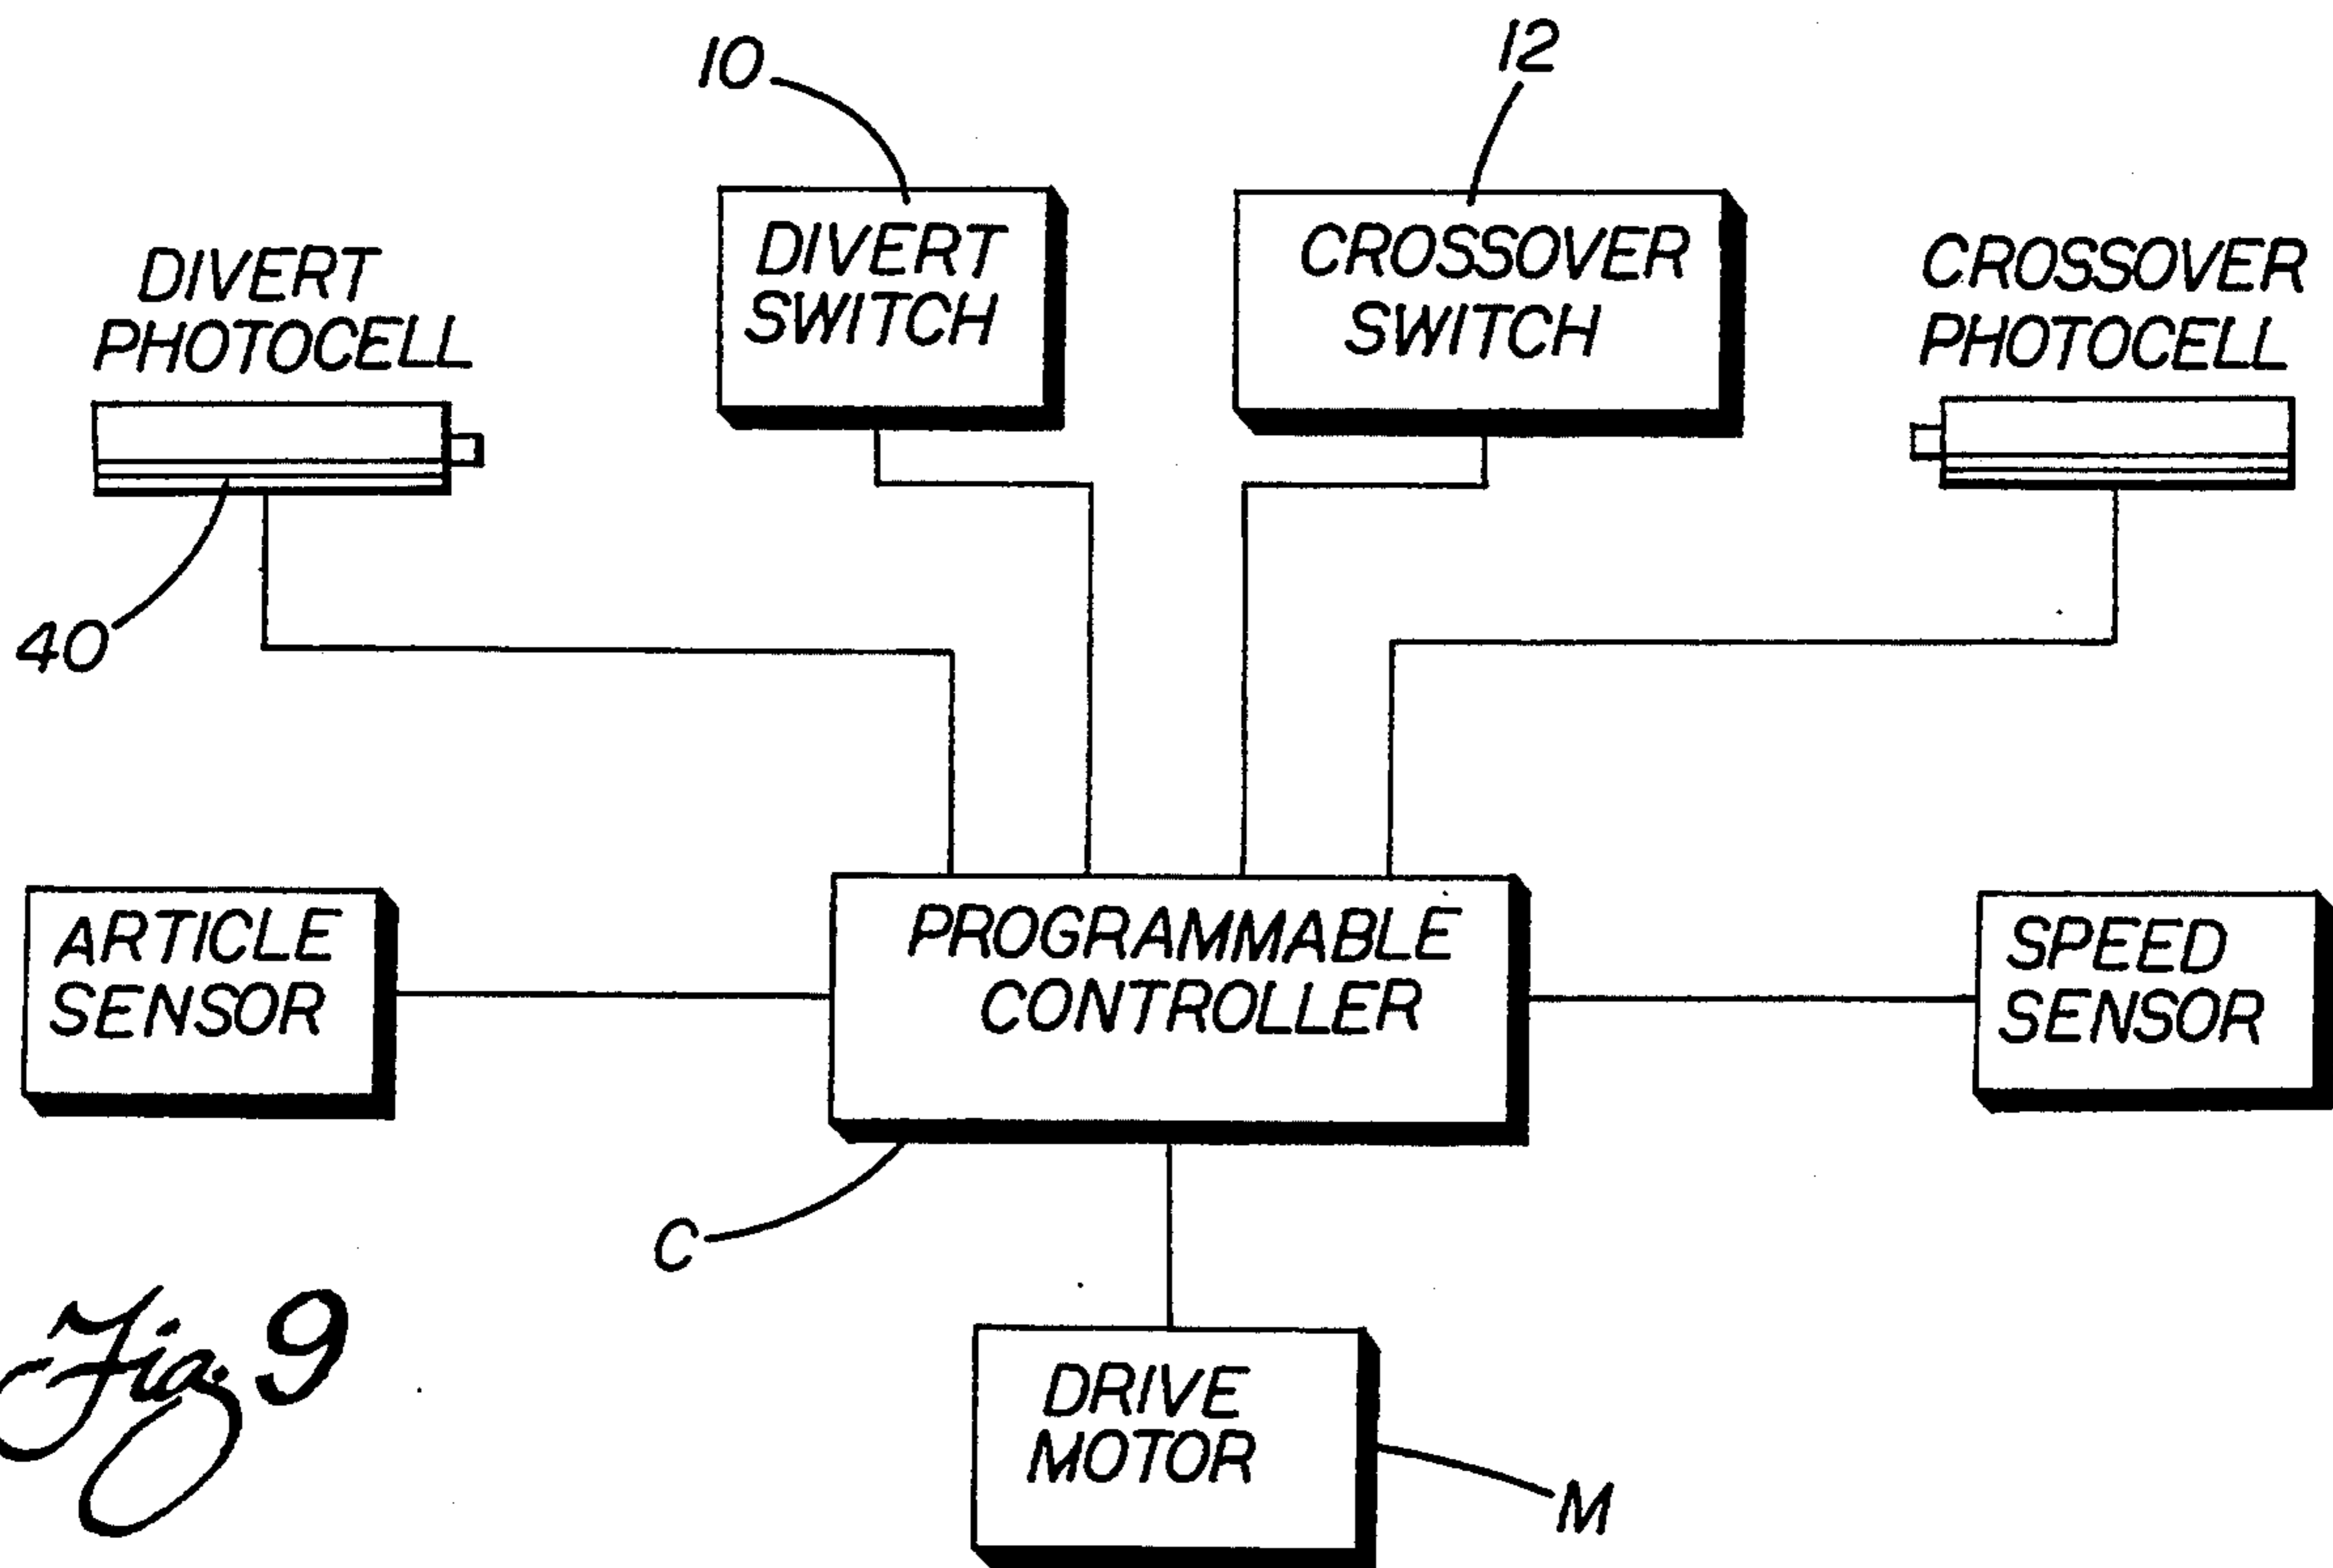 10
12
DIVERT
PHOTOCELL
DIVERT
SWITCH
CROSSOVER
SWITCH
CROSSOVER
PHOTOCELL
40
ARTICLE
SENSOR
PROGRAMMABLE
CONTROLLER
SPEED
SENSOR
C
DRIVE
MOTOR
M
Fig. 9